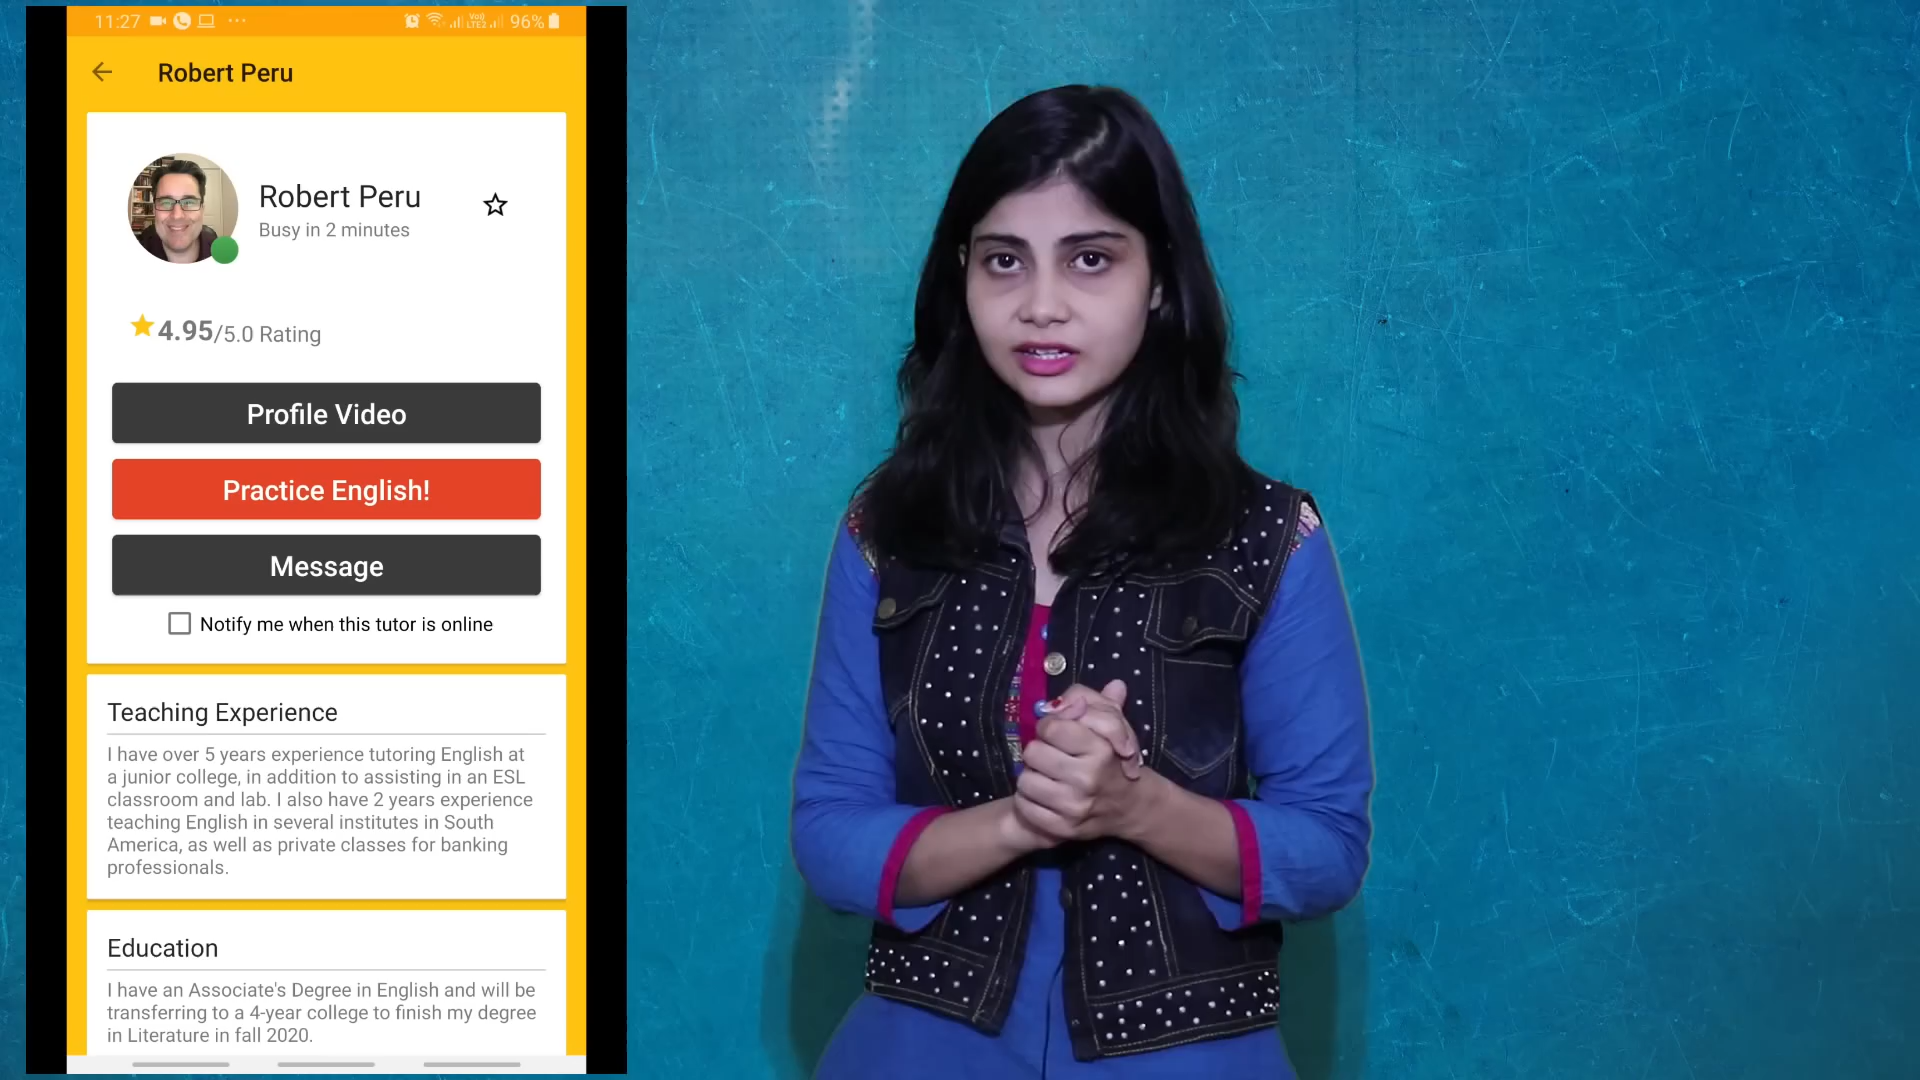 11:27
VoI) LTE2 96%
Robert Peru
Robert Peru
Busy in 2 minutes
4.95/5.0 Rating
Profile Video
Practice English!
Message
Notify me when this tutor is online
Teaching Experience
I have over 5 years experience tutoring English at
a junior college, in addition to assisting in an ESL
classroom and lab. I also have 2 years experience
teaching English in several institutes in South
America, as well as private classes for banking
professionals.
Education
I have an Associate's Degree in English and will be
transferring to a 4-year college to finish my degree
in Literature in fall 2020.